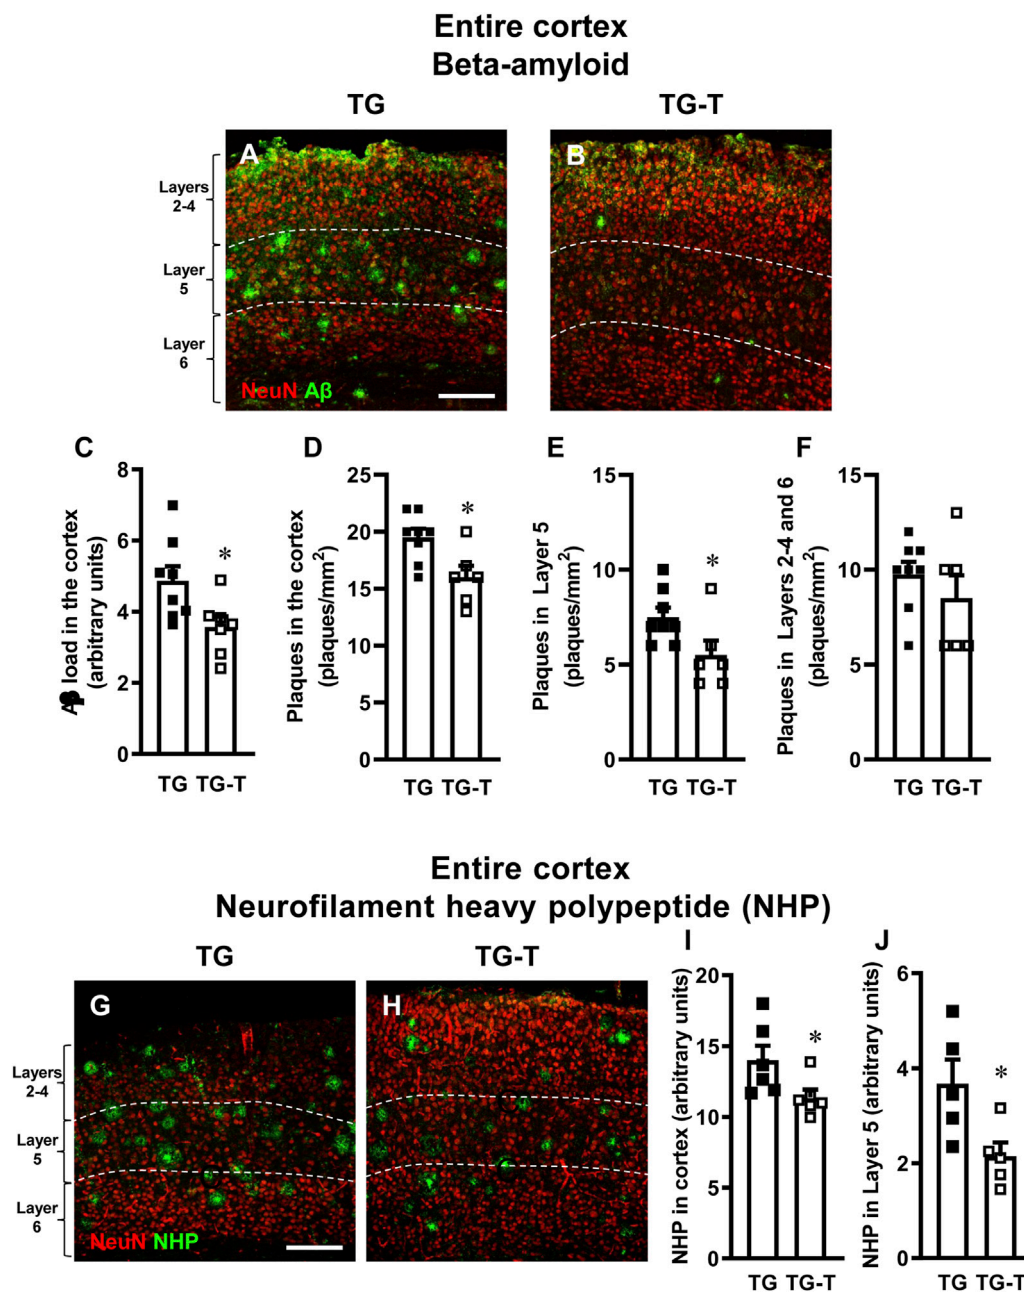 Entire cortex
Beta-amyloid
TG TG-T
A B
Layers
2-4
Layer
5
Layer
6
NeuN Aβ
C D E F
Aβ load in the cortex
(arbitrary units)
8
6
4
2
0
*
TG TG-T
Plaques in the cortex
(plaques/mm²)
25
20
15
10
5
0
*
TG TG-T
Plaques in Layer 5
(plaques/mm²)
15
10
5
0
*
TG TG-T
Plaques in Layers 2-4 and 6
(plaques/mm²)
15
10
5
0
TG TG-T
Entire cortex
Neurofilament heavy polypeptide (NHP)
TG TG-T
G H
Layers
2-4
Layer
5
Layer
6
NeuN NHP
I J
NHP in cortex (arbitrary units)
20
15
10
5
0
*
TG TG-T
NHP in Layer 5 (arbitrary units)
6
4
2
0
*
TG TG-T